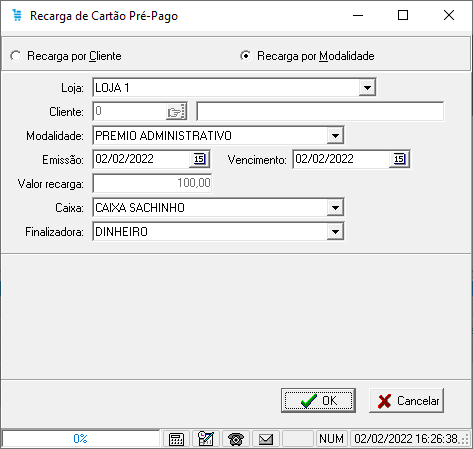 Recarga de Cartão Pré-Pago
Recarga por Cliente
Recarga por Modalidade
Loja: LOJA 1
Cliente: 0
Modalidade: PREMIO ADMINISTRATIVO
Emissão: 02/02/2022 15 Vencimento: 02/02/2022 15
Valor recarga: 100,00
Caixa: CAIXA SACHINHO
Finalizadora: DINHEIRO
OK Cancelar
0% NUM 02/02/2022 16:26:38